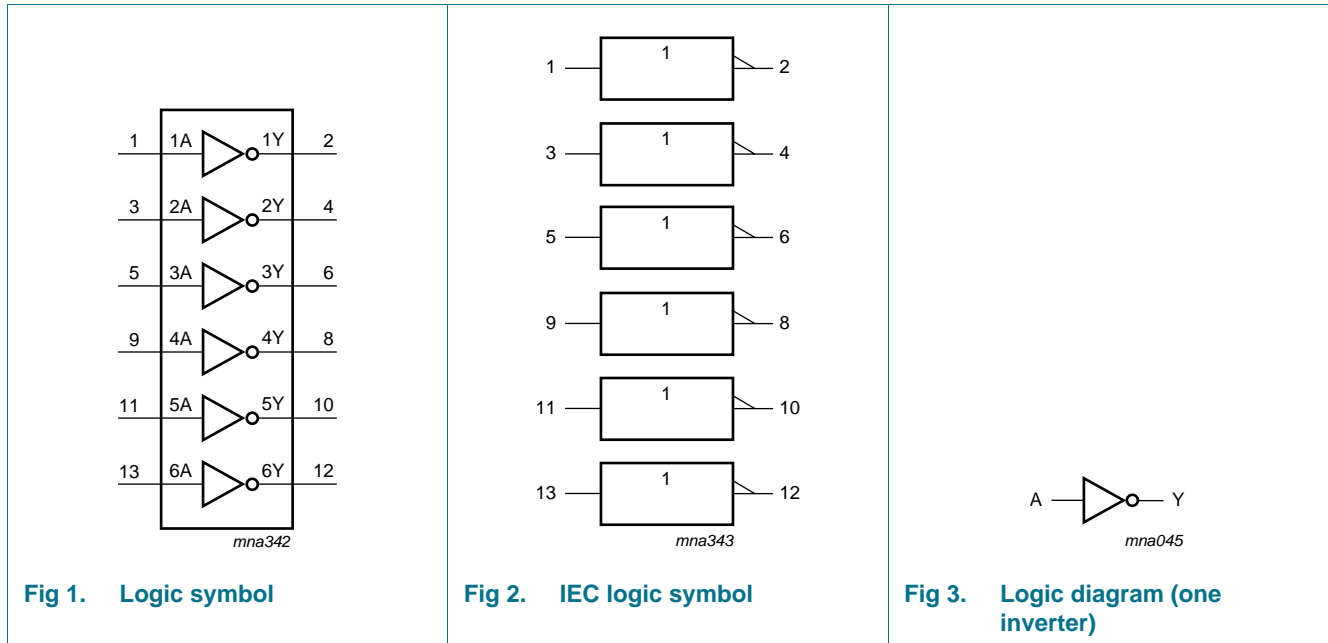 1 1A 1Y 2
3 2A 2Y 4
5 3A 3Y 6
9 4A 4Y 8
11 5A 5Y 10
13 6A 6Y 12
mna342
Fig 1. Logic symbol
1 1 2
3 1 4
5 1 6
9 1 8
11 1 10
13 1 12
mna343
Fig 2. IEC logic symbol
A Y
mna045
Fig 3. Logic diagram (one
inverter)